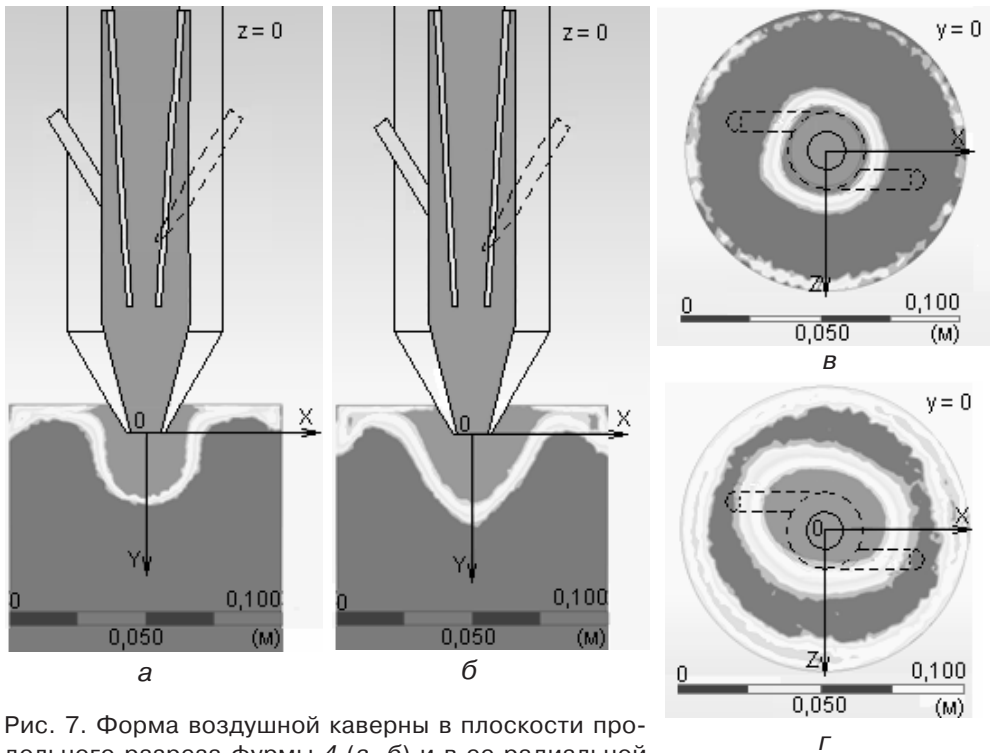 z = 0
0
X
Y
0
0,100
0,050
(м)
а
z = 0
0
X
Y
0
0,100
0,050
(м)
б
y = 0
X
Z
0
0,100
0,050
(м)
в
y = 0
0
X
Z
0
0,100
0,050
(м)
г
Рис. 7. Форма воздушной каверны в плоскости про-
дольного разреза фурмы 4 (а, б) и в ее радиальной